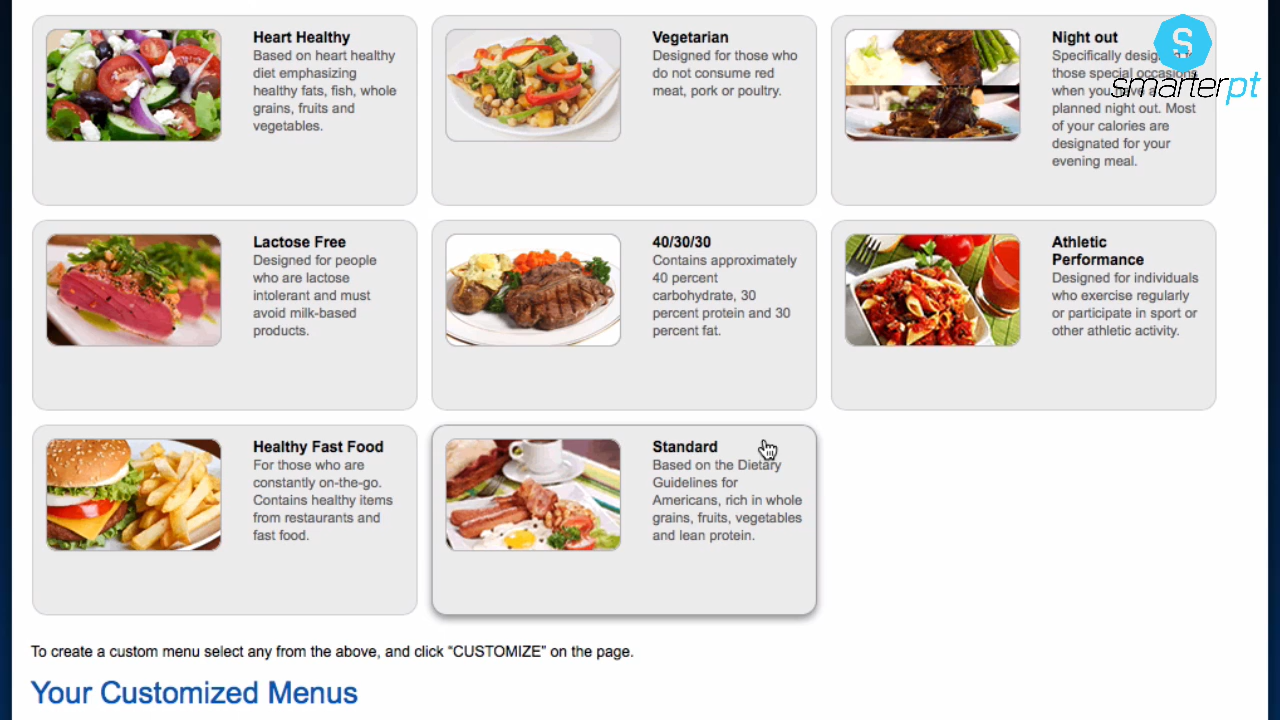 Heart Healthy
Based on heart healthy
diet emphasizing
healthy fats, fish, whole
grains, fruits and
vegetables.
Vegetarian
Designed for those who
do not consume red
meat, pork or poultry.
Night out
Specifically
those special occasions
when you
planned night out. Most
of your calories are
designated for your
evening meal.
S
smarterpt
Lactose Free
Designed for people
who are lactose
intolerant and must
avoid milk-based
products.
40/30/30
Contains approximately
40 percent
carbohydrate, 30
percent protein and 30
percent fat.
Athletic
Performance
Designed for individuals
who exercise regularly
or participate in sport or
other athletic activity.
Healthy Fast Food
For those who are
constantly on-the-go.
Contains healthy items
from restaurants and
fast food.
Standard
Based on the Dietary
Guidelines for
Americans, rich in whole
grains, fruits, vegetables
and lean protein.
To create a custom menu select any from the above, and click “CUSTOMIZE” on the page.
Your Customized Menus